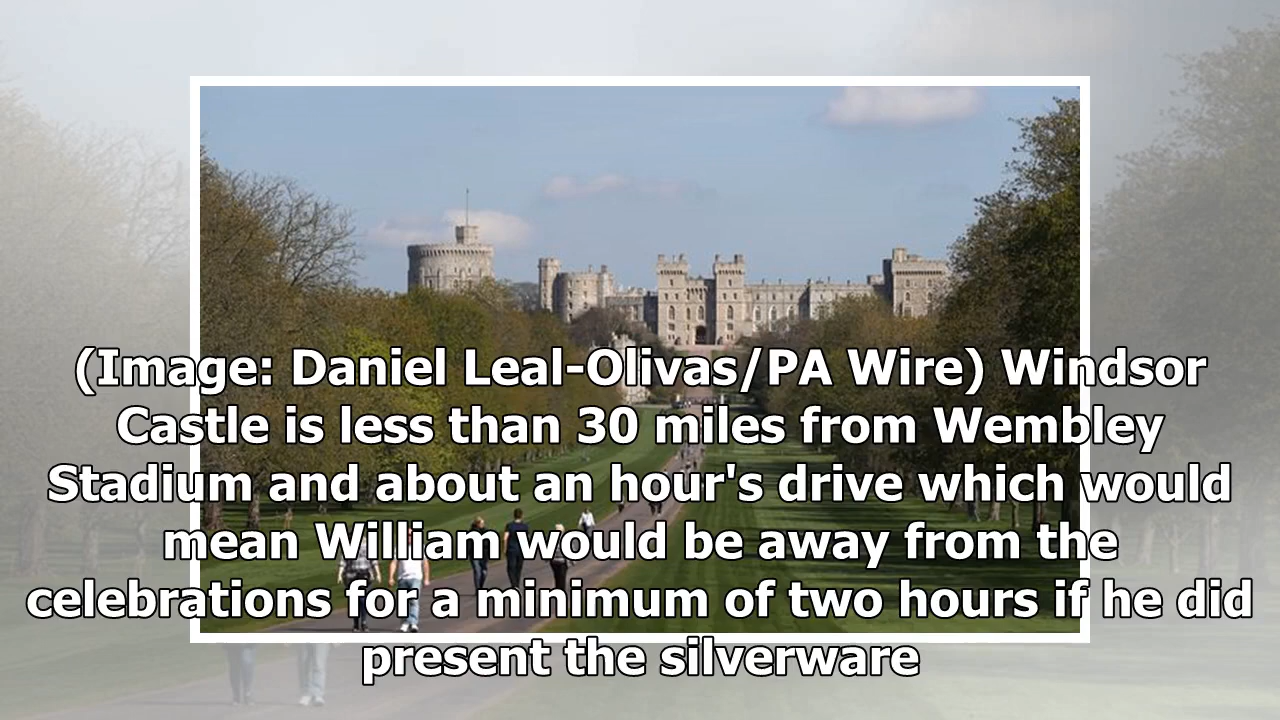 (Image: Daniel Leal-Olivas/PA Wire) Windsor
Castle is less than 30 miles from Wembley
Stadium and about an hour's drive which would
mean William would be away from the
celebrations for a minimum of two hours if he did
present the silverware